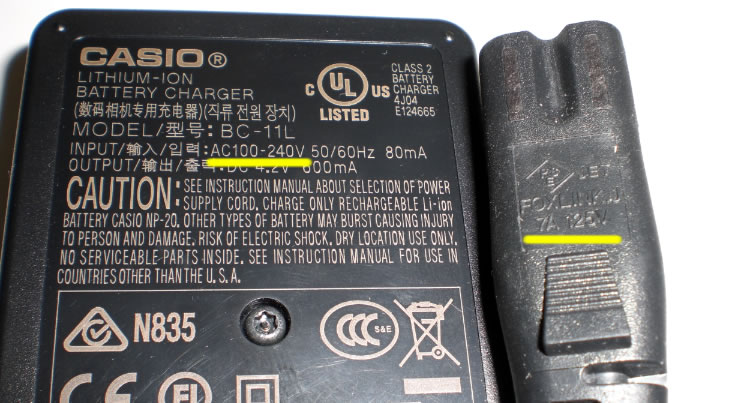 CASIO®
LITHIUM-ION
BATTERY CHARGER
(数码相机专用充电器)(직류 전원 장치)
MODEL/型号: BC-11L
INPUT/输入/입력:AC100-240V 50/60Hz 80mA
OUTPUT/输出/출력:DC 4.2V 600mA
CAUTION: SEE INSTRUCTION MANUAL ABOUT SELECTION OF POWER
SUPPLY CORD, CHARGE ONLY RECHARGEABLE Li-ion
BATTERY CASIO NP-20. OTHER TYPES OF BATTERY MAY BURST CAUSING INJURY
TO PERSON AND DAMAGE. RISK OF ELECTRIC SHOCK. DRY LOCATION USE ONLY.
NO SERVICEABLE PARTS INSIDE. SEE INSTRUCTION MANUAL FOR USE IN
COUNTRIES OTHER THAN THE U.S.A.
C UL US
LISTED
CLASS 2
BATTERY
CHARGER
4J04
E124665
N835
CCC S&E
CE
PS E
JET
FOXLINK
7A 125V